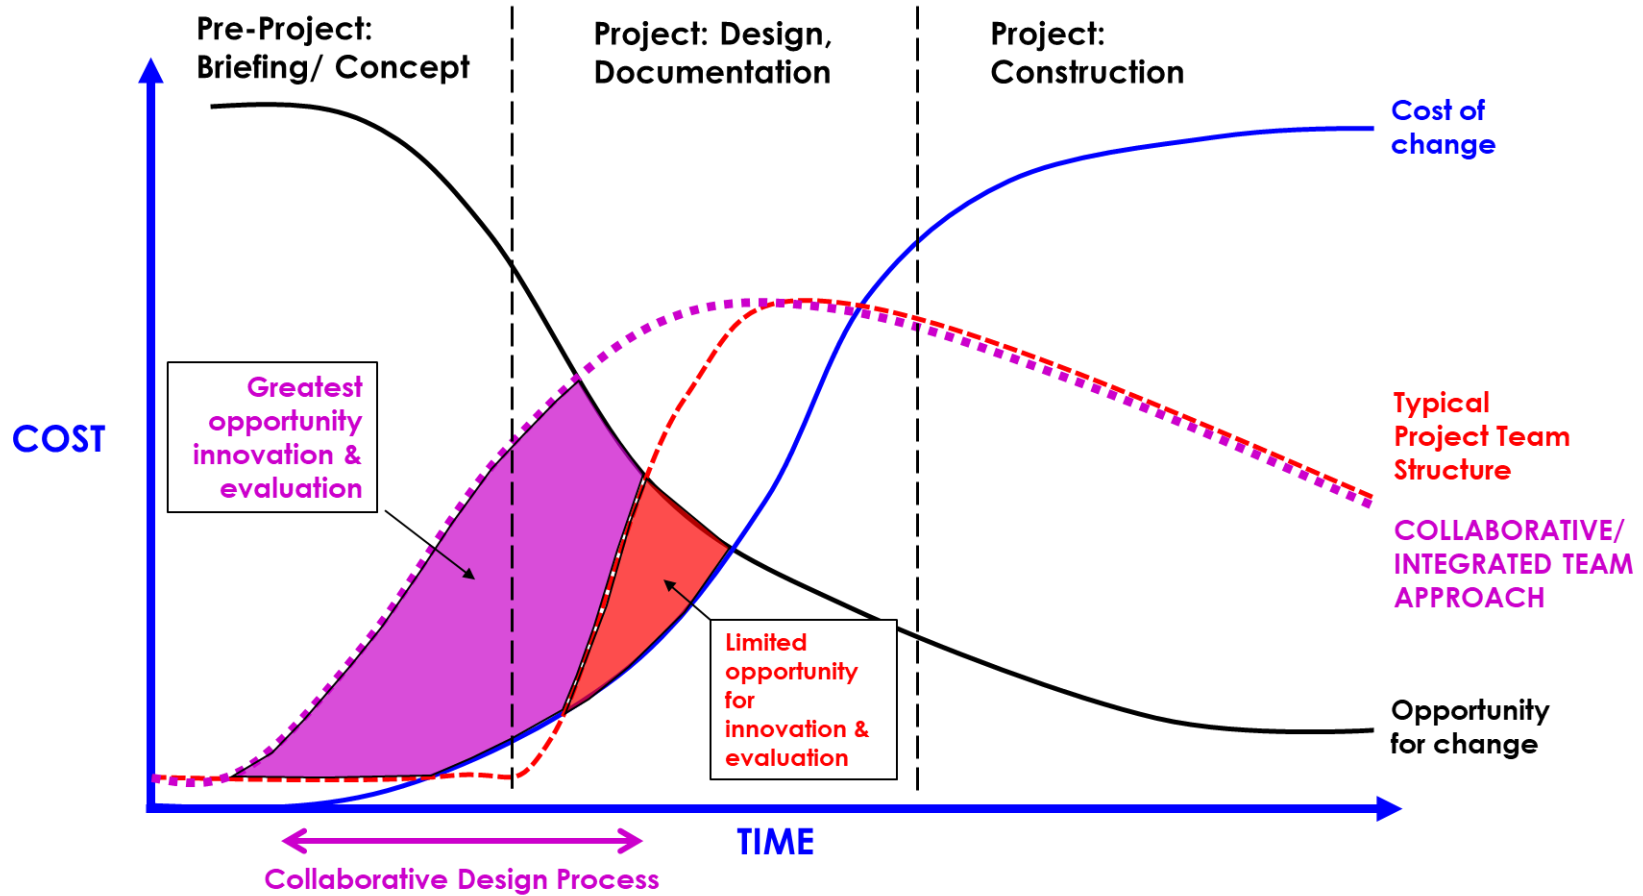 Pre-Project:
Briefing/ Concept
Project: Design,
Documentation
Project:
Construction
Cost of
change
Greatest
opportunity
innovation &
evaluation
COST
Typical
Project Team
Structure
COLLABORATIVE/
INTEGRATED TEAM
APPROACH
Limited
opportunity
for
innovation &
evaluation
Opportunity
for change
TIME
Collaborative Design Process